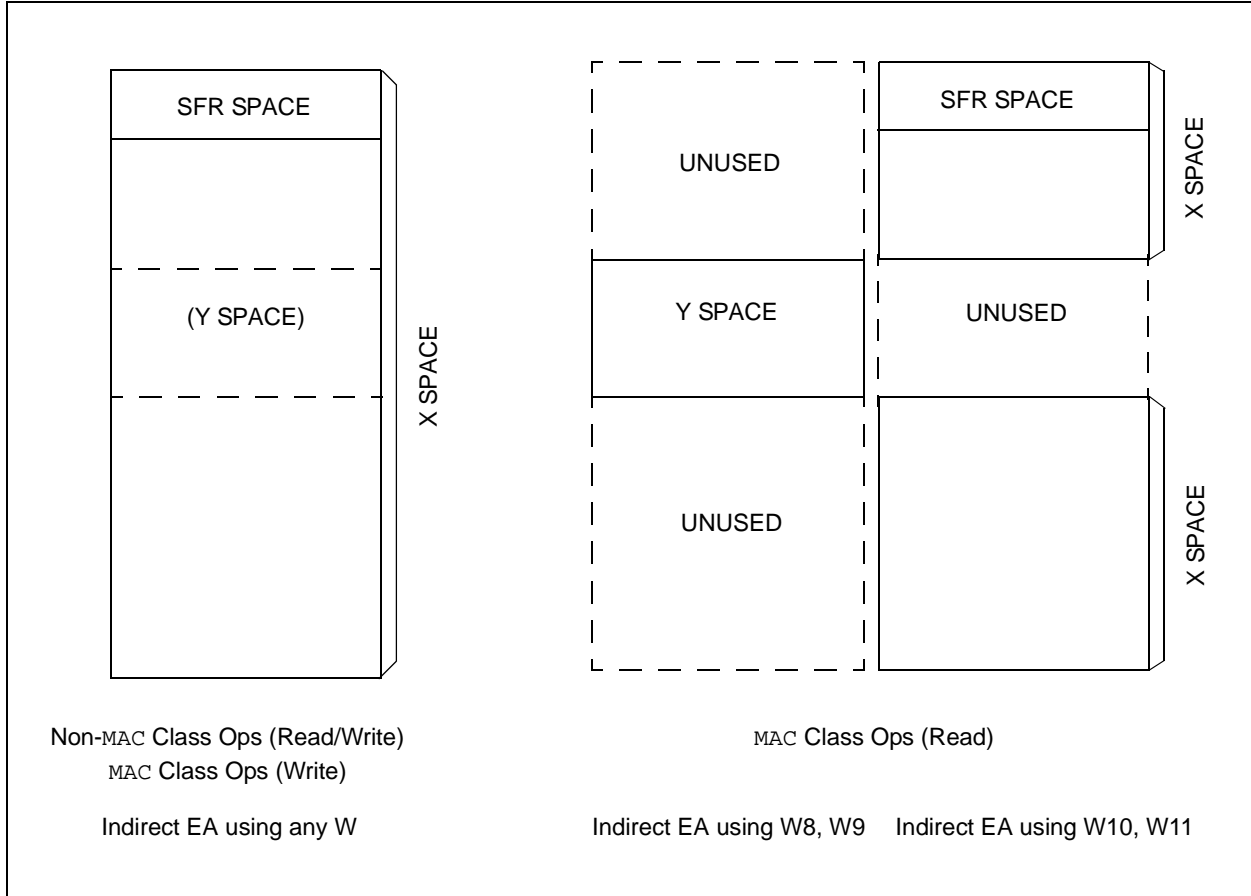 SFR SPACE
(Y SPACE)
X SPACE
Non-MAC Class Ops (Read/Write)
MAC Class Ops (Write)
Indirect EA using any W
UNUSED
Y SPACE
UNUSED
SFR SPACE
X SPACE
UNUSED
X SPACE
MAC Class Ops (Read)
Indirect EA using W8, W9
Indirect EA using W10, W11